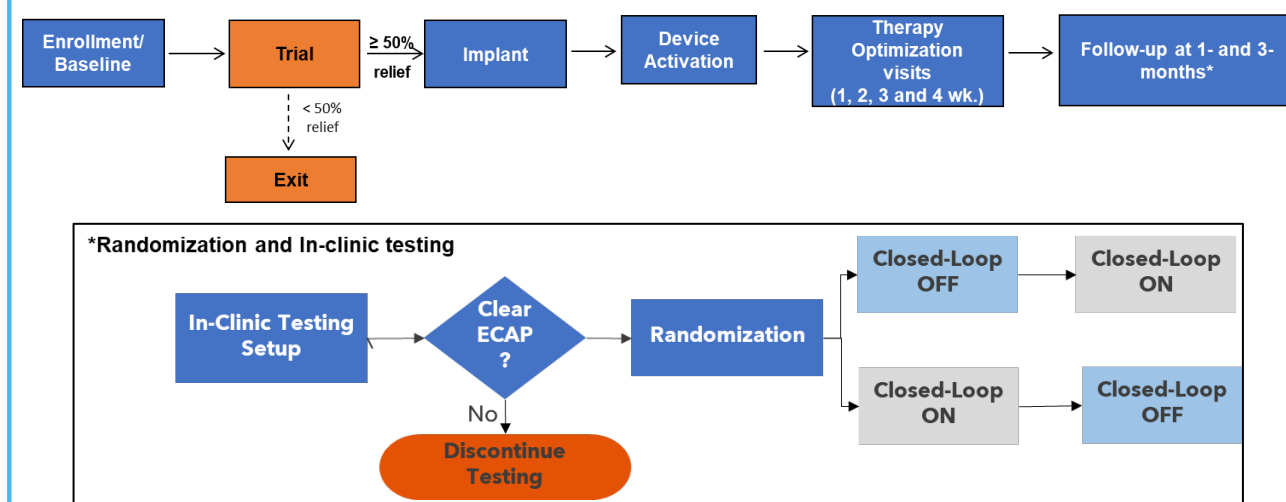 Enrollment/
Baseline
Trial
≥ 50%
relief
Implant
Device
Activation
Therapy
Optimization
visits
(1, 2, 3 and 4 wk.)
Follow-up at 1- and 3-
months*
< 50%
relief
Exit
*Randomization and In-clinic testing
In-Clinic Testing
Setup
Clear
ECAP
?
Randomization
Closed-Loop
OFF
Closed-Loop
ON
Closed-Loop
ON
Closed-Loop
OFF
No
Discontinue
Testing